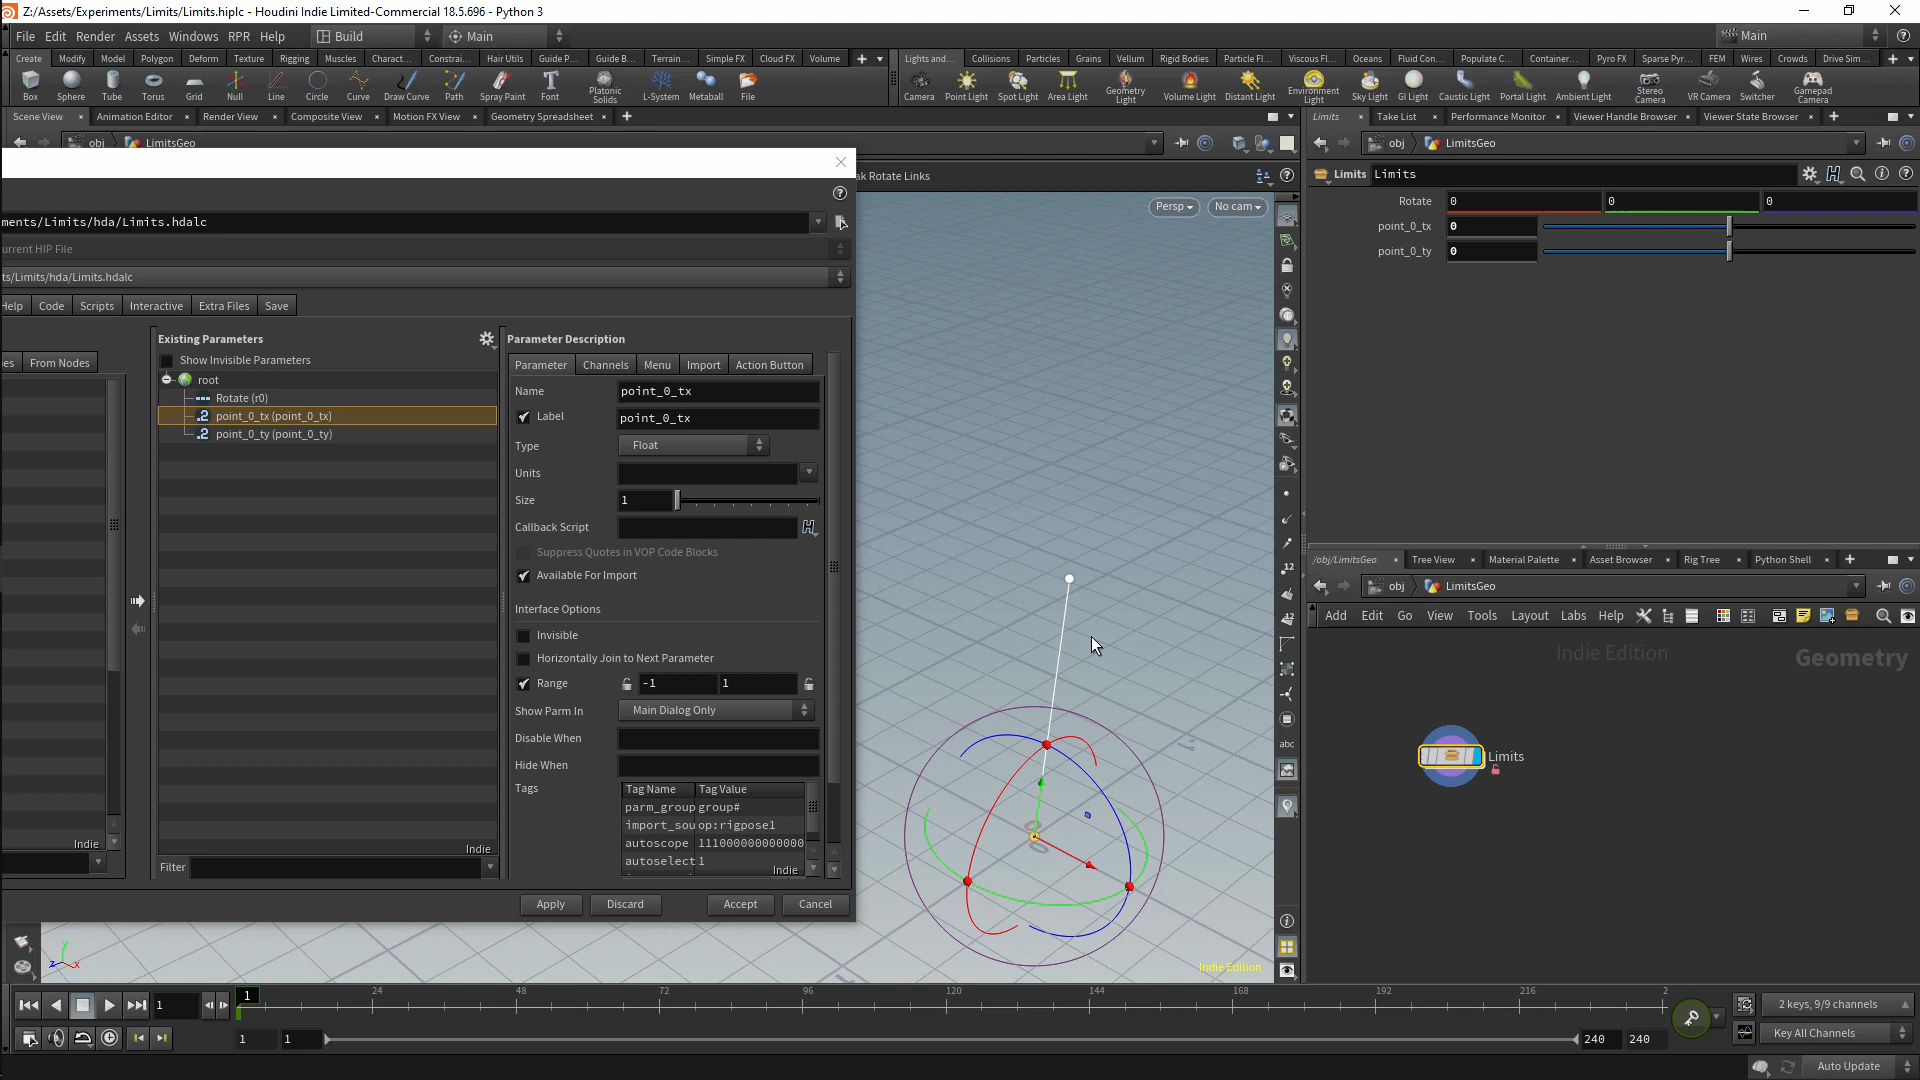 Z:/Assets/Experiments/Limits/Limits.hiplc - Houdini Indie Limited-Commercial 18.5.696 - Python 3
File Edit Render Assets Windows RPR Help Build Main Main
Create Modify Model Polygon Deform Texture Rigging Muscles Charact... Constrai... Hair Utils Guide P... Guide B... Terrain... Simple FX Cloud FX Volume
Lights and... Collisions Particles Grains Vellum Rigid Bodies Particle Fl... Viscous Fl... Oceans Fluid Con... Populate C... Container... Pyro FX Sparse Pyr... FEM Wires Crowds Drive Sim...
Box Sphere Tube Torus Grid Null Line Circle Curve Draw Curve Path Spray Paint Font Platonic Solids L-System Metaball File
Camera Point Light Spot Light Area Light Geometry Light Volume Light Distant Light Environment Light Sky Light GI Light Caustic Light Portal Light Ambient Light Stereo Camera VR Camera Switcher Gamepad Camera
Scene View Animation Editor Render View Composite View Motion FX View Geometry Spreadsheet
Limits Take List Performance Monitor Viewer Handle Browser Viewer State Browser
obj LimitsGeo
obj LimitsGeo
ak Rotate Links
Limits Limits
Persp No cam
Rotate 0 0 0
point_0_tx 0
point_0_ty 0
ments/Limits/hda/Limits.hdalc
urrent HIP File
ts/Limits/hda/Limits.hdalc
Help Code Scripts Interactive Extra Files Save
ies From Nodes
Indie
Existing Parameters
Show Invisible Parameters
root
Rotate (r0)
point_0_tx (point_0_tx)
point_0_ty (point_0_ty)
Indie
Filter
Parameter Description
Parameter Channels Menu Import Action Button
Name point_0_tx
Label point_0_tx
Type Float
Units
Size 1
Callback Script
Suppress Quotes in VOP Code Blocks
Available For Import
Interface Options
Invisible
Horizontally Join to Next Parameter
Range -1 1
Show Parm In Main Dialog Only
Disable When
Hide When
Tags Tag Name Tag Value
parm_group group#
import_sou op:rigpose1
autoscope 111000000000000
autoselect 1
Indie
Apply Discard Accept Cancel
abc
Indie Edition
/obj/LimitsGeo Tree View Material Palette Asset Browser Rig Tree Python Shell
obj LimitsGeo
Add Edit Go View Tools Layout Labs Help
Indie Edition
Geometry
Limits
1 1 24 48 72 96 120 144 168 192 216 2
1 1 240 240
2 keys, 9/9 channels
Key All Channels
Auto Update